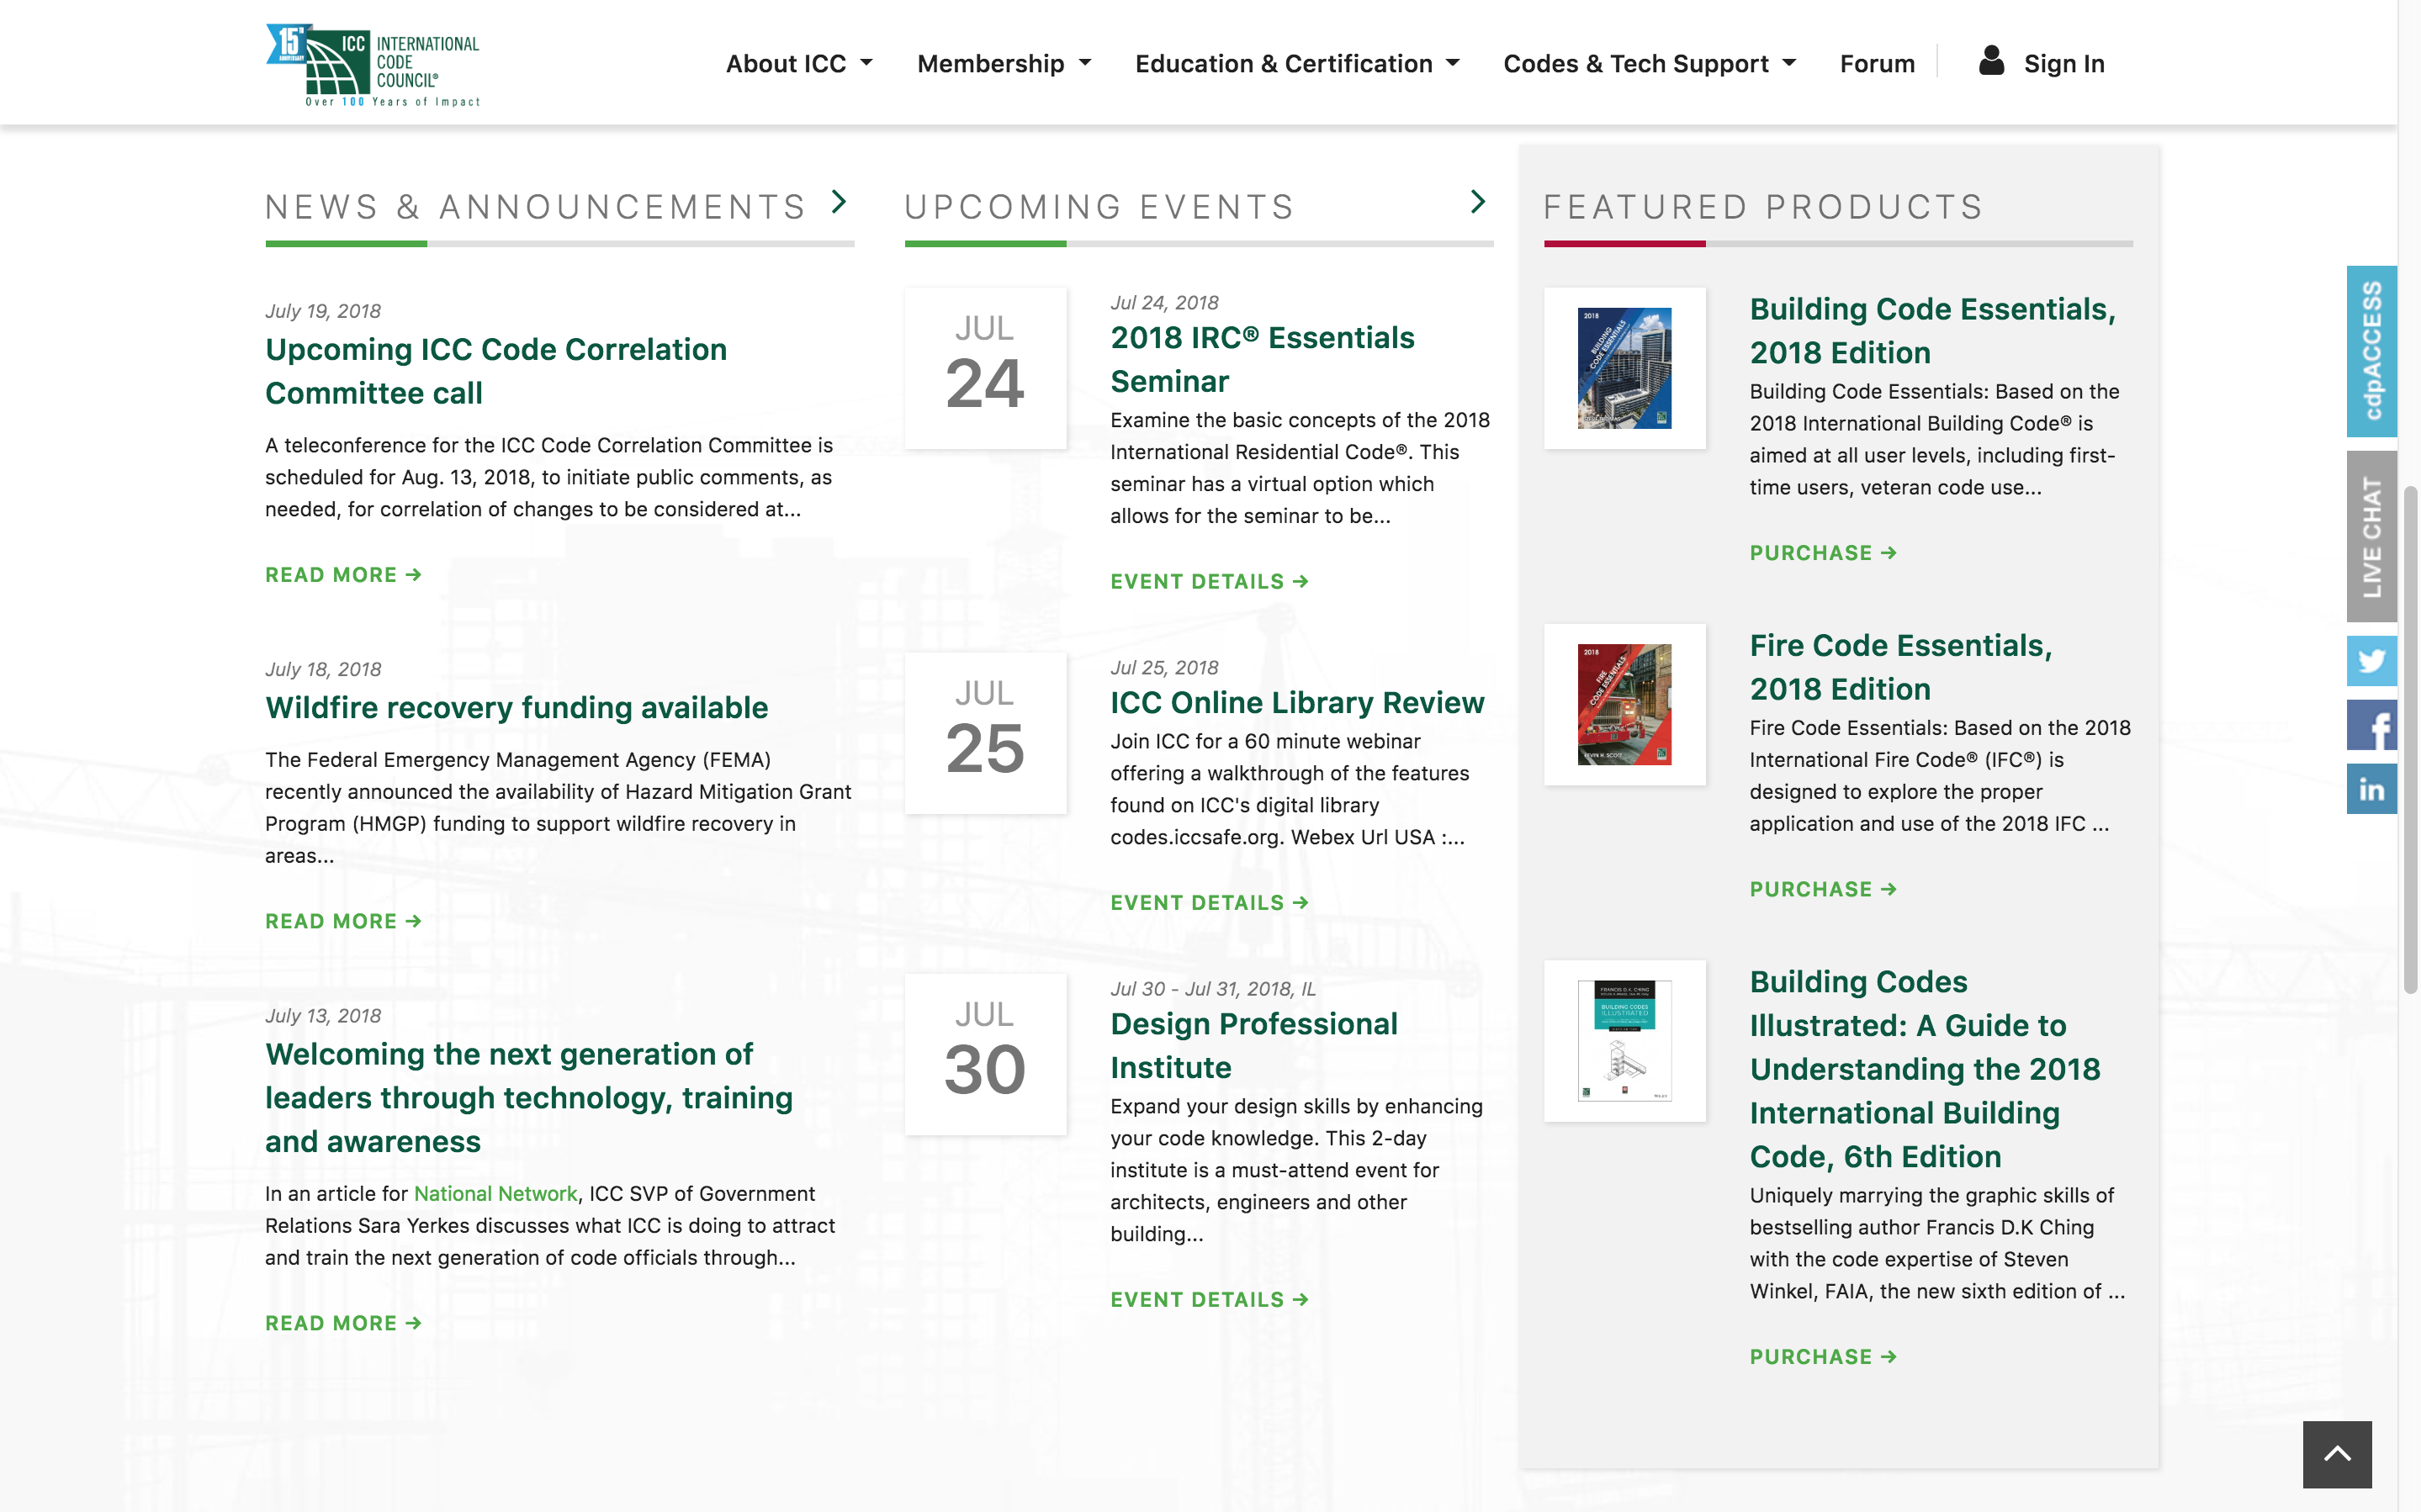 15th
ANNIVERSARY
ICC
INTERNATIONAL
CODE
COUNCIL®
Over 100 Years of Impact
About ICC
Membership
Education & Certification
Codes & Tech Support
Forum
Sign In
NEWS & ANNOUNCEMENTS
July 19, 2018
Upcoming ICC Code Correlation
Committee call
A teleconference for the ICC Code Correlation Committee is
scheduled for Aug. 13, 2018, to initiate public comments, as
needed, for correlation of changes to be considered at...
READ MORE →
July 18, 2018
Wildfire recovery funding available
The Federal Emergency Management Agency (FEMA)
recently announced the availability of Hazard Mitigation Grant
Program (HMGP) funding to support wildfire recovery in
areas...
READ MORE →
July 13, 2018
Welcoming the next generation of
leaders through technology, training
and awareness
In an article for National Network, ICC SVP of Government
Relations Sara Yerkes discusses what ICC is doing to attract
and train the next generation of code officials through...
READ MORE →
UPCOMING EVENTS
JUL
24
Jul 24, 2018
2018 IRC® Essentials
Seminar
Examine the basic concepts of the 2018
International Residential Code®. This
seminar has a virtual option which
allows for the seminar to be...
EVENT DETAILS →
JUL
25
Jul 25, 2018
ICC Online Library Review
Join ICC for a 60 minute webinar
offering a walkthrough of the features
found on ICC's digital library
codes.iccsafe.org. Webex Url USA :...
EVENT DETAILS →
JUL
30
Jul 30 - Jul 31, 2018, IL
Design Professional
Institute
Expand your design skills by enhancing
your code knowledge. This 2-day
institute is a must-attend event for
architects, engineers and other
building...
EVENT DETAILS →
FEATURED PRODUCTS
2018
BUILDING
CODE ESSENTIALS
Building Code Essentials,
2018 Edition
Building Code Essentials: Based on the
2018 International Building Code® is
aimed at all user levels, including first-
time users, veteran code use...
PURCHASE →
2018
FIRE
CODE ESSENTIALS
KEVIN H. SCOTT
Fire Code Essentials,
2018 Edition
Fire Code Essentials: Based on the 2018
International Fire Code® (IFC®) is
designed to explore the proper
application and use of the 2018 IFC ...
PURCHASE →
FRANCIS D.K. CHING
BUILDING CODES
ILLUSTRATED
WILEY
Building Codes
Illustrated: A Guide to
Understanding the 2018
International Building
Code, 6th Edition
Uniquely marrying the graphic skills of
bestselling author Francis D.K Ching
with the code expertise of Steven
Winkel, FAIA, the new sixth edition of ...
PURCHASE →
cdpACCESS
LIVE CHAT
f
in